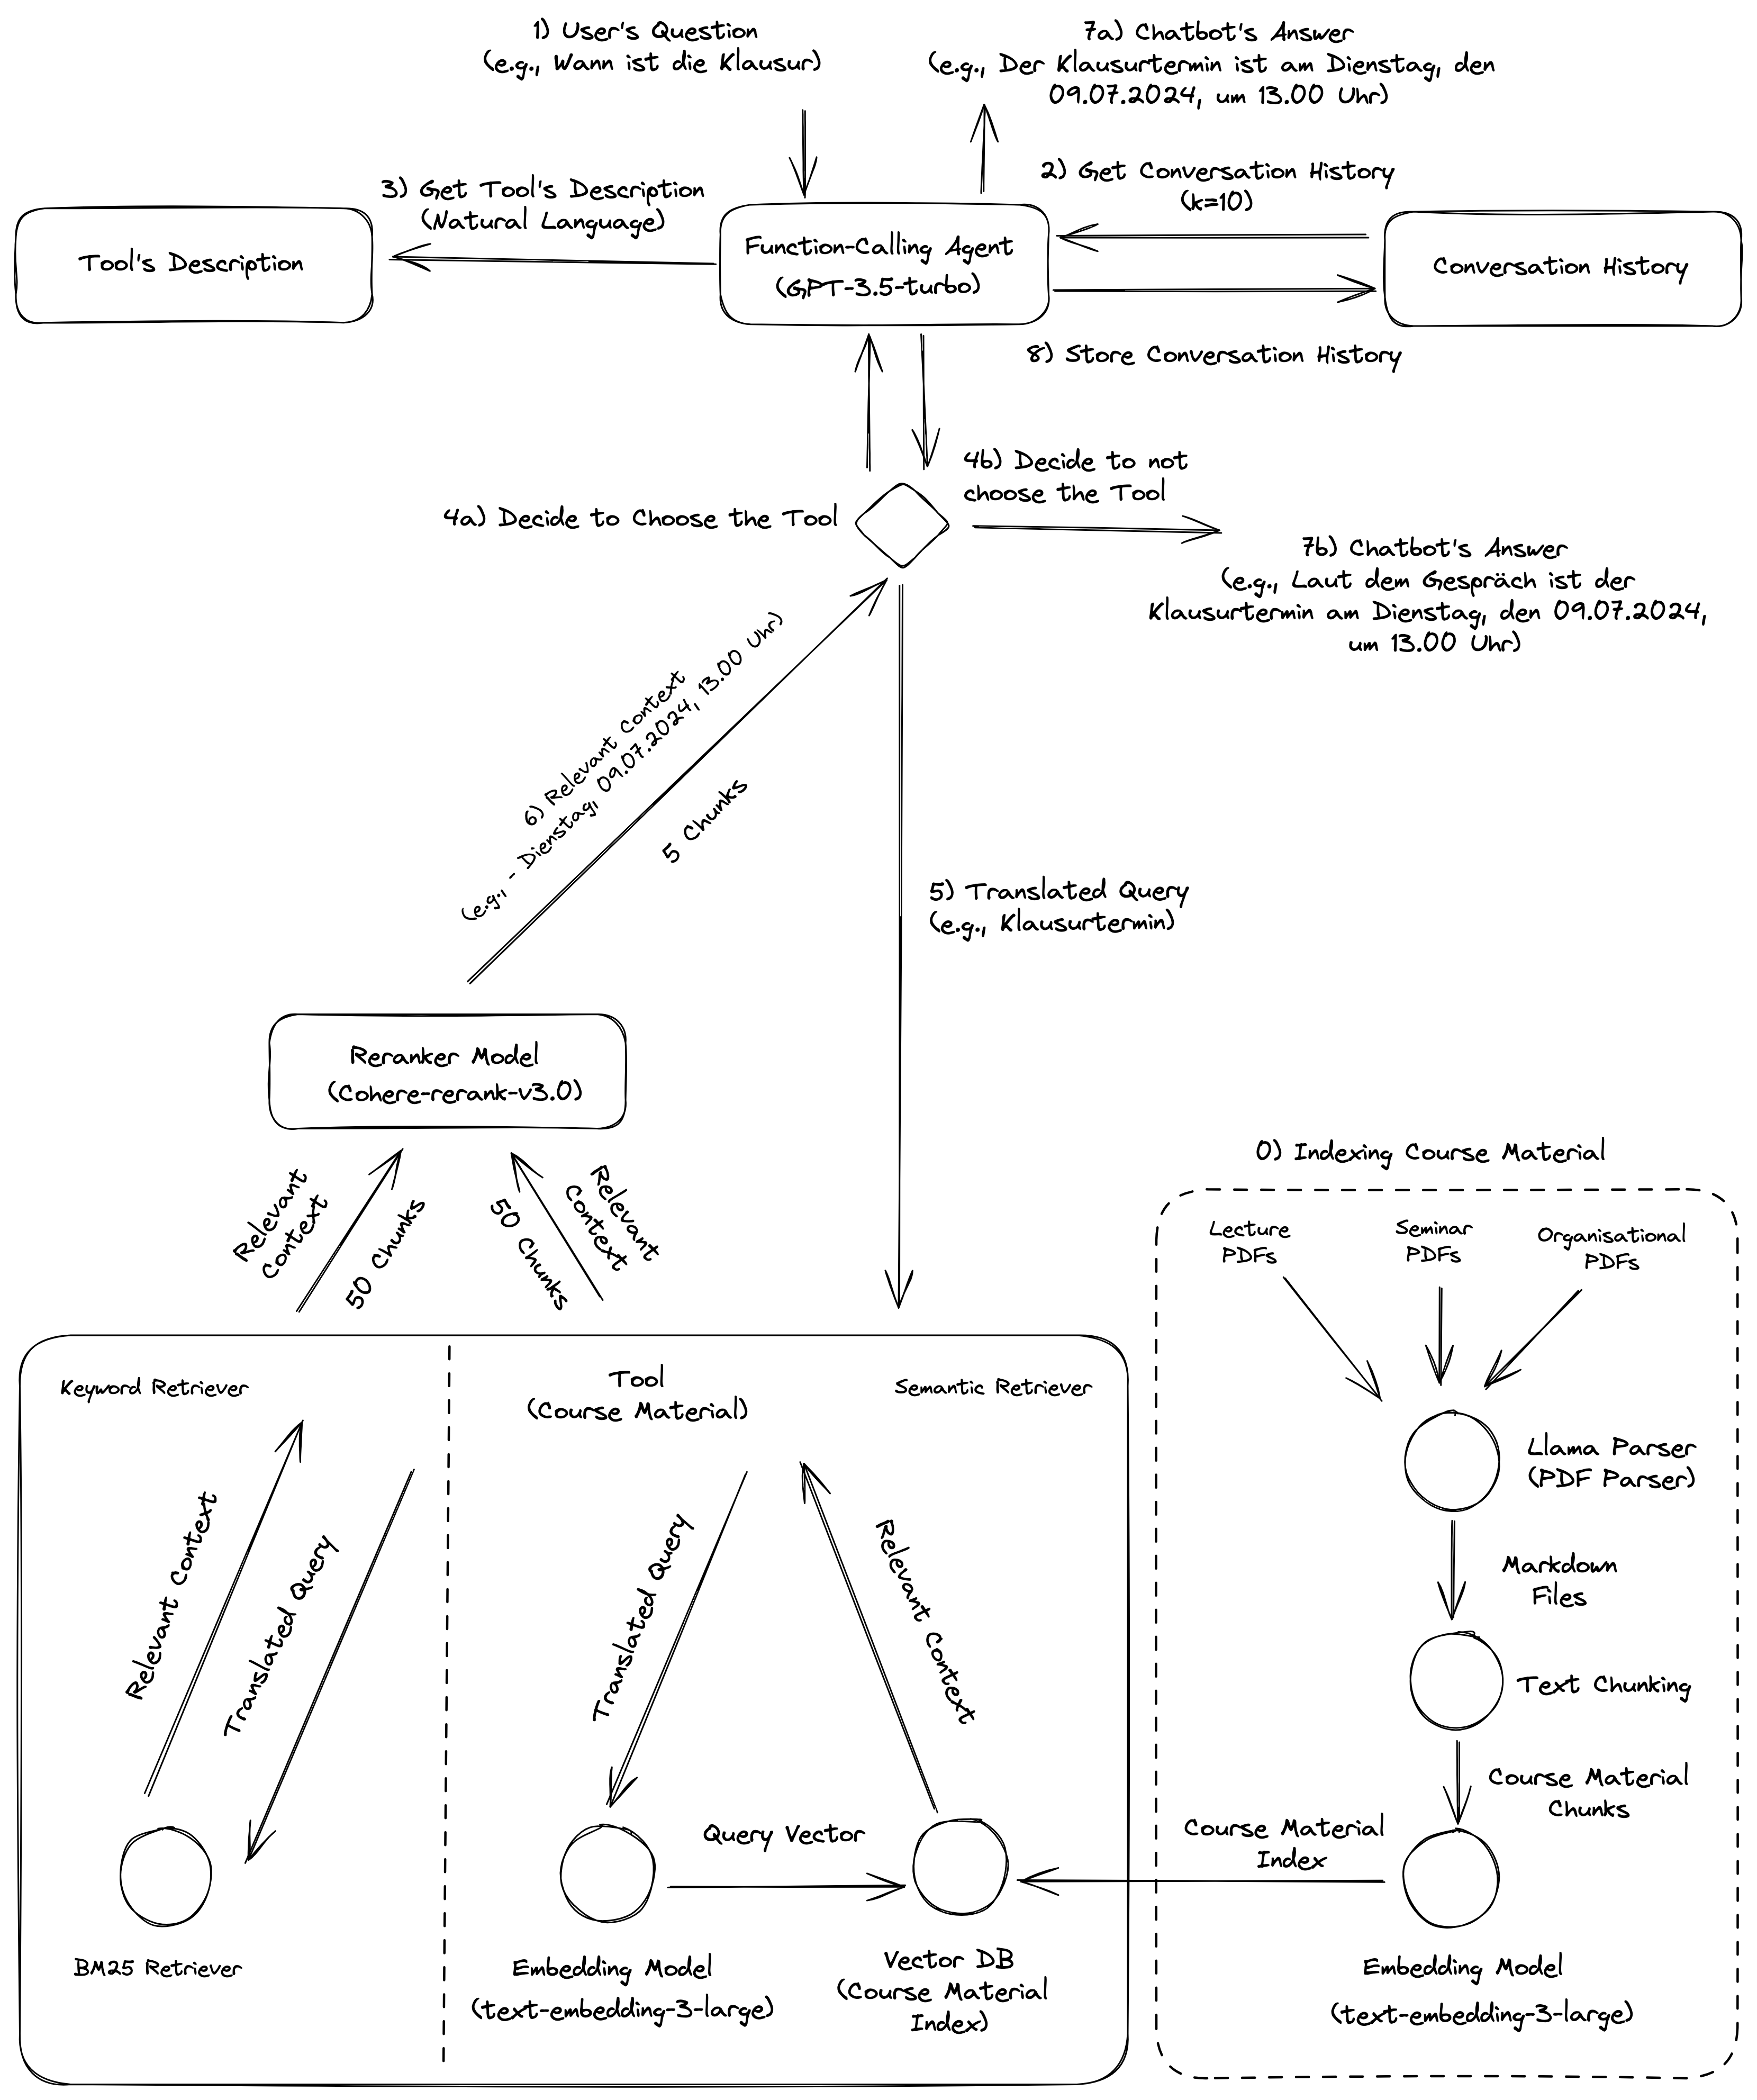 1) User's Question
(e.g., Wann ist die Klausur)
7a) Chatbot's Answer
(e.g., Der Klausurtermin ist am Dienstag, den
09.07.2024, um 13.00 Uhr)
3) Get Tool's Description
(Natural Language)
2) Get Conversation History
(k=10)
Tool's Description
Function-Calling Agent
(GPT-3.5-turbo)
Conversation History
8) Store Conversation History
4b) Decide to not
choose the Tool
4a) Decide to Choose the Tool
7b) Chatbot's Answer
(e.g., Laut dem Gespräch ist der
Klausurtermin am Dienstag, den 09.07.2024,
um 13.00 Uhr)
6) Relevant Context
(e.g., - Dienstag, 09.07.2024, 13.00 Uhr)
5 Chunks
5) Translated Query
(e.g., Klausurtermin)
Reranker Model
(Cohere-rerank-v3.0)
Relevant
Context
50 Chunks
50 Chunks
Relevant
Context
0) Indexing Course Material
Lecture
PDFs
Seminar
PDFs
Organisational
PDFs
Keyword Retriever
Tool
(Course Material)
Semantic Retriever
Llama Parser
(PDF Parser)
Relevant Context
Translated Query
Translated Query
Relevant Context
Markdown
Files
Text Chunking
Course Material
Chunks
Query Vector
Course Material
Index
BM25 Retriever
Embedding Model
(text-embedding-3-large)
Vector DB
(Course Material
Index)
Embedding Model
(text-embedding-3-large)